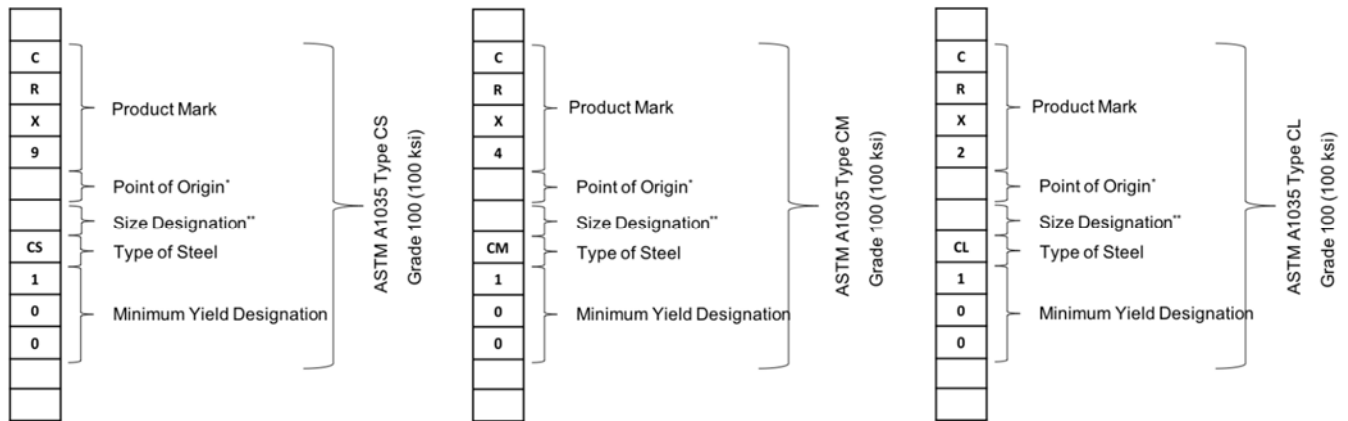 C
R
X
9
CS
1
0
0
Product Mark
Point of Origin*
Size Designation**
Type of Steel
Minimum Yield Designation
ASTM A1035 Type CS
Grade 100 (100 ksi)
C
R
X
4
CM
1
0
0
Product Mark
Point of Origin*
Size Designation**
Type of Steel
Minimum Yield Designation
ASTM A1035 Type CM
Grade 100 (100 ksi)
C
R
X
2
CL
1
0
0
Product Mark
Point of Origin*
Size Designation**
Type of Steel
Minimum Yield Designation
ASTM A1035 Type CL
Grade 100 (100 ksi)